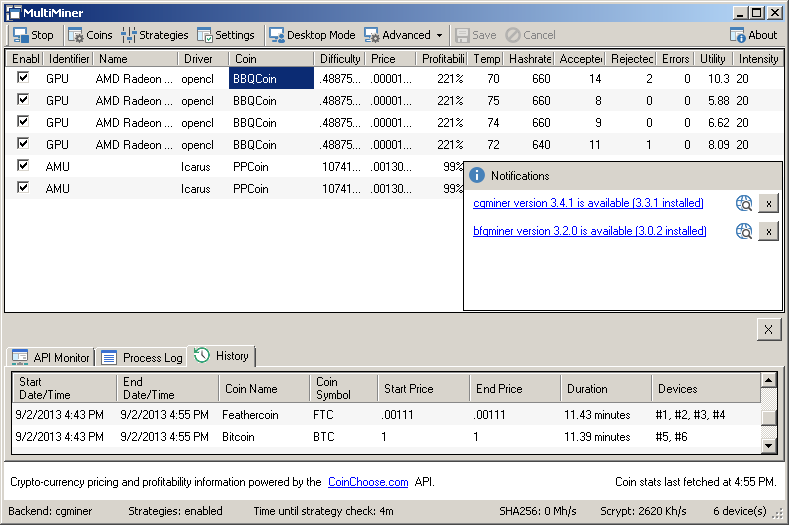 MultiMiner
Stop Coins Strategies Settings Desktop Mode Advanced Save Cancel About
Enabl Identifier Name Driver Coin Difficulty Price Profitabili Temp Hashrate Accepted Rejected Errors Utility Intensity
GPU AMD Radeon ... opencl BBQCoin .48875... .00001... 221% 70 660 14 2 0 10.3 20
GPU AMD Radeon ... opencl BBQCoin .48875... .00001... 221% 75 660 8 0 0 5.88 20
GPU AMD Radeon ... opencl BBQCoin .48875... .00001... 221% 74 660 9 0 0 6.62 20
GPU AMD Radeon ... opencl BBQCoin .48875... .00001... 221% 72 640 11 1 0 8.09 20
AMU Icarus PPCoin 10741... .00130... 99%
AMU Icarus PPCoin 10741... .00130... 99%
Notifications
cgminer version 3.4.1 is available (3.3.1 installed) x
bfgminer version 3.2.0 is available (3.0.2 installed) x
X
API Monitor Process Log History
Start Date/Time End Date/Time Coin Name Coin Symbol Start Price End Price Duration Devices
9/2/2013 4:43 PM 9/2/2013 4:55 PM Feathercoin FTC .00111 .00111 11.43 minutes #1, #2, #3, #4
9/2/2013 4:43 PM 9/2/2013 4:55 PM Bitcoin BTC 1 1 11.39 minutes #5, #6
Crypto-currency pricing and profitability information powered by the CoinChoose.com API. Coin stats last fetched at 4:55 PM.
Backend: cgminer Strategies: enabled Time until strategy check: 4m SHA256: 0 Mh/s Scrypt: 2620 Kh/s 6 device(s)